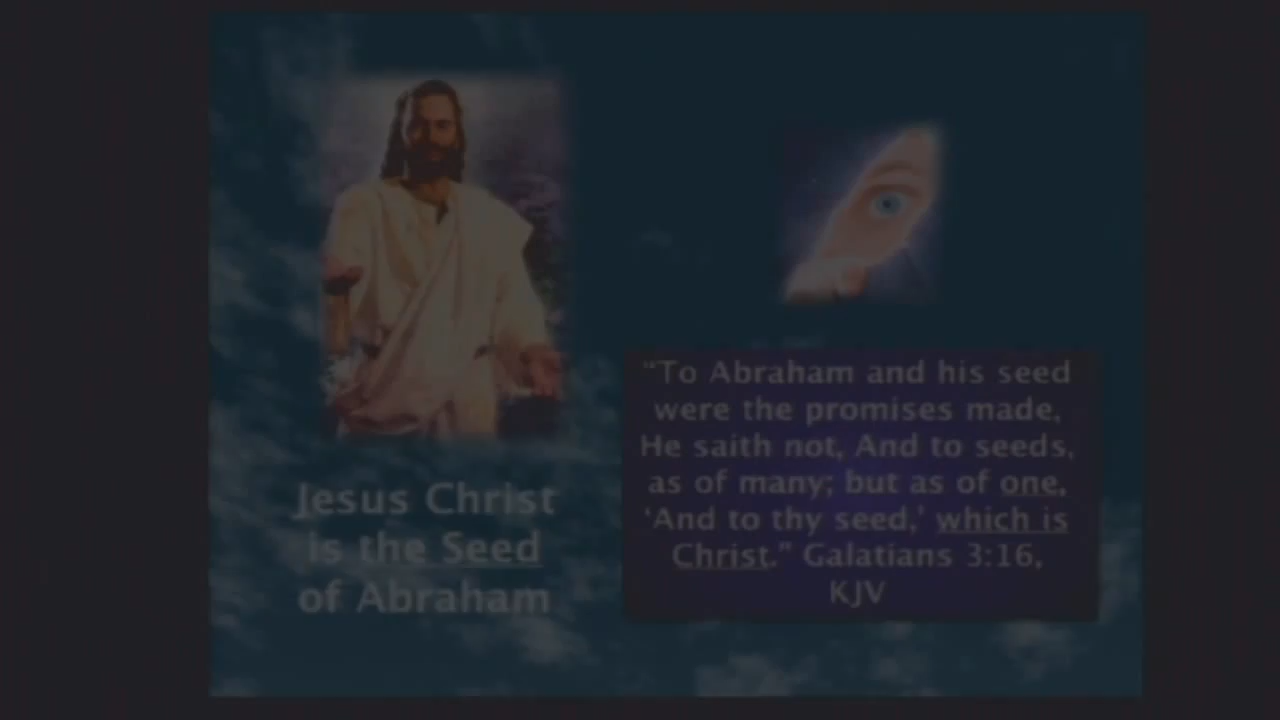 Jesus Christ
is the Seed
of Abraham
“To Abraham and his seed
were the promises made,
He saith not, And to seeds,
as of many; but as of one,
‘And to thy seed,’ which is
Christ.” Galatians 3:16,
KJV